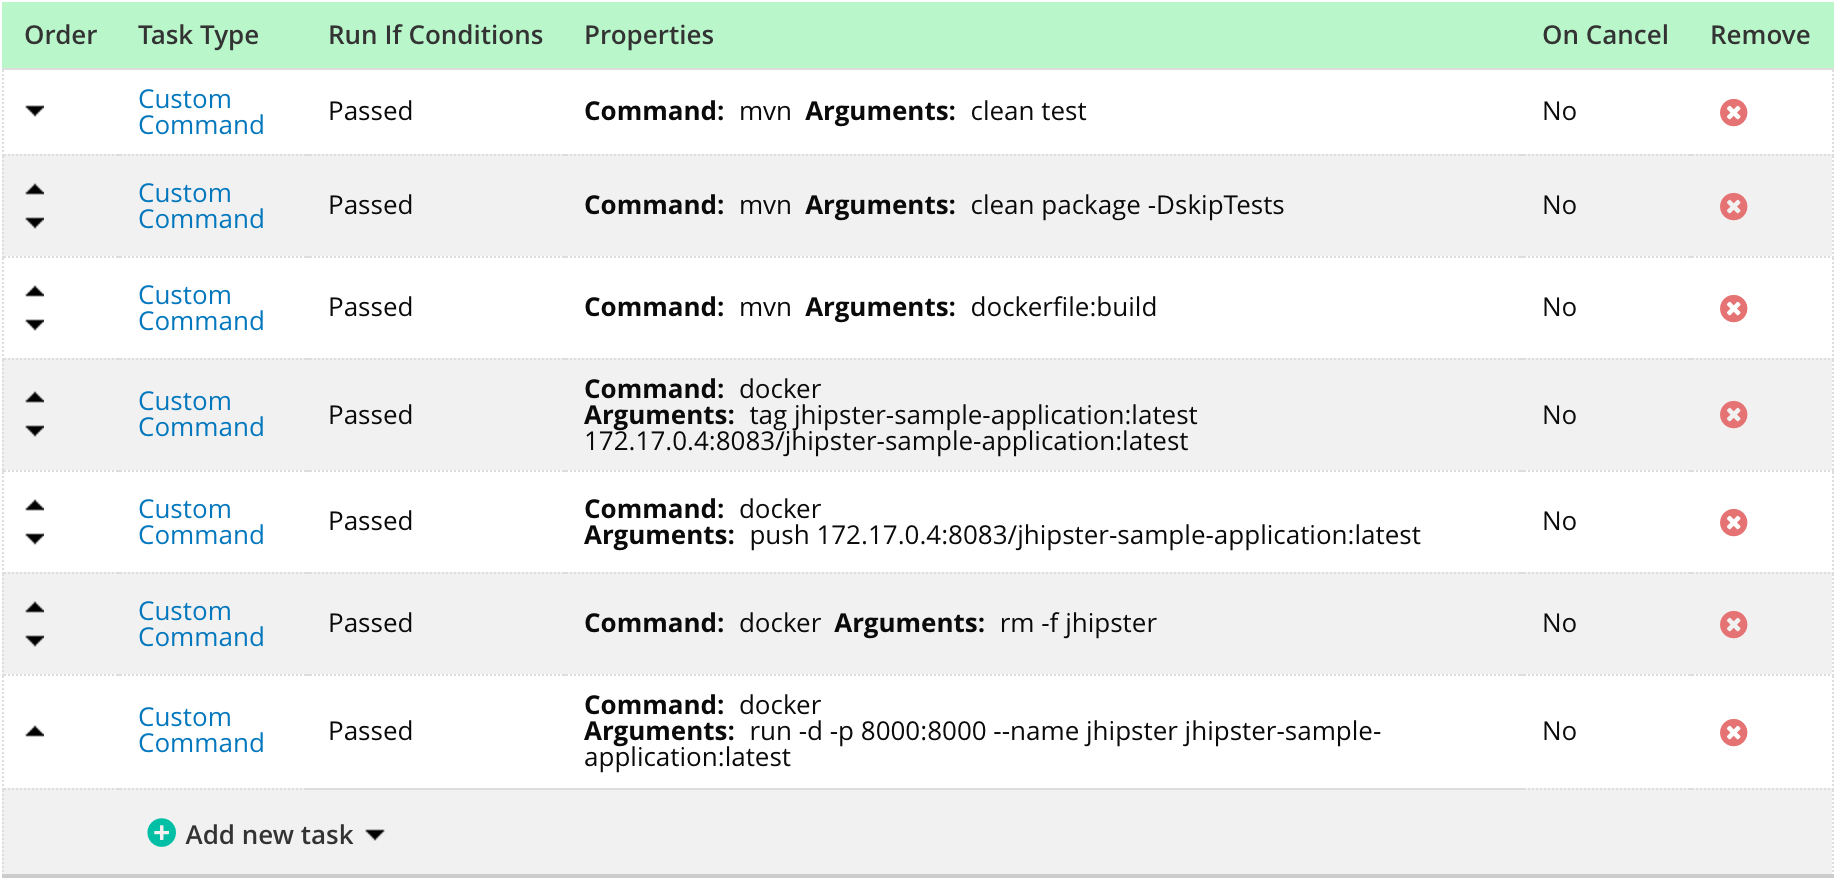 Order Task Type Run If Conditions Properties On Cancel Remove
Custom Command Passed Command: mvn Arguments: clean test No
Custom Command Passed Command: mvn Arguments: clean package -DskipTests No
Custom Command Passed Command: mvn Arguments: dockerfile:build No
Custom Command Passed Command: docker
Arguments: tag jhipster-sample-application:latest
172.17.0.4:8083/jhipster-sample-application:latest No
Custom Command Passed Command: docker
Arguments: push 172.17.0.4:8083/jhipster-sample-application:latest No
Custom Command Passed Command: docker Arguments: rm -f jhipster No
Custom Command Passed Command: docker
Arguments: run -d -p 8000:8000 --name jhipster jhipster-sample-
application:latest No
Add new task